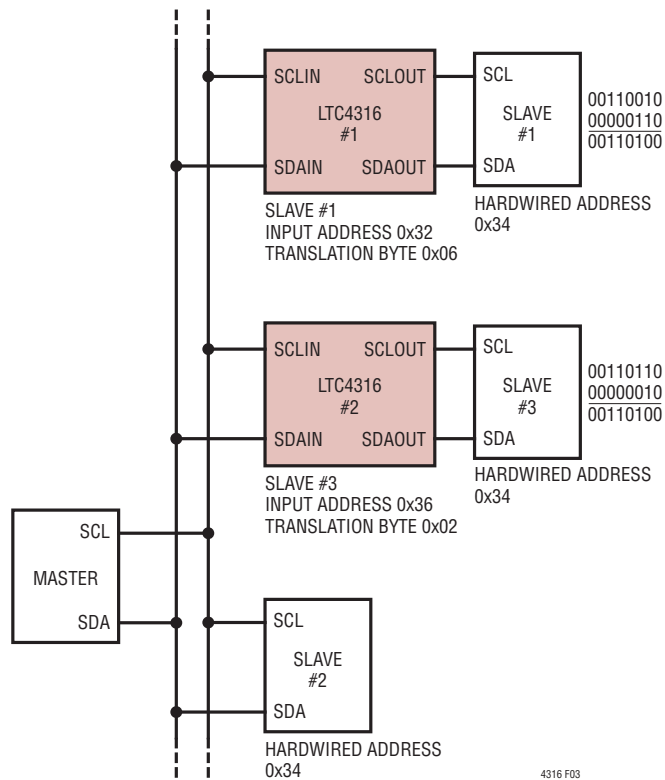 SCLIN SCLOUT
LTC4316
#1
SDAIN SDAOUT
SCL
SLAVE
#1
SDA
00110010
00000110
00110100
SLAVE #1
INPUT ADDRESS 0x32
TRANSLATION BYTE 0x06
HARDWIRED ADDRESS
0x34
SCLIN SCLOUT
LTC4316
#2
SDAIN SDAOUT
SCL
SLAVE
#3
SDA
00110110
00000010
00110100
SLAVE #3
INPUT ADDRESS 0x36
TRANSLATION BYTE 0x02
HARDWIRED ADDRESS
0x34
SCL
MASTER
SDA
SCL
SLAVE
#2
SDA
HARDWIRED ADDRESS
0x34
4316 F03